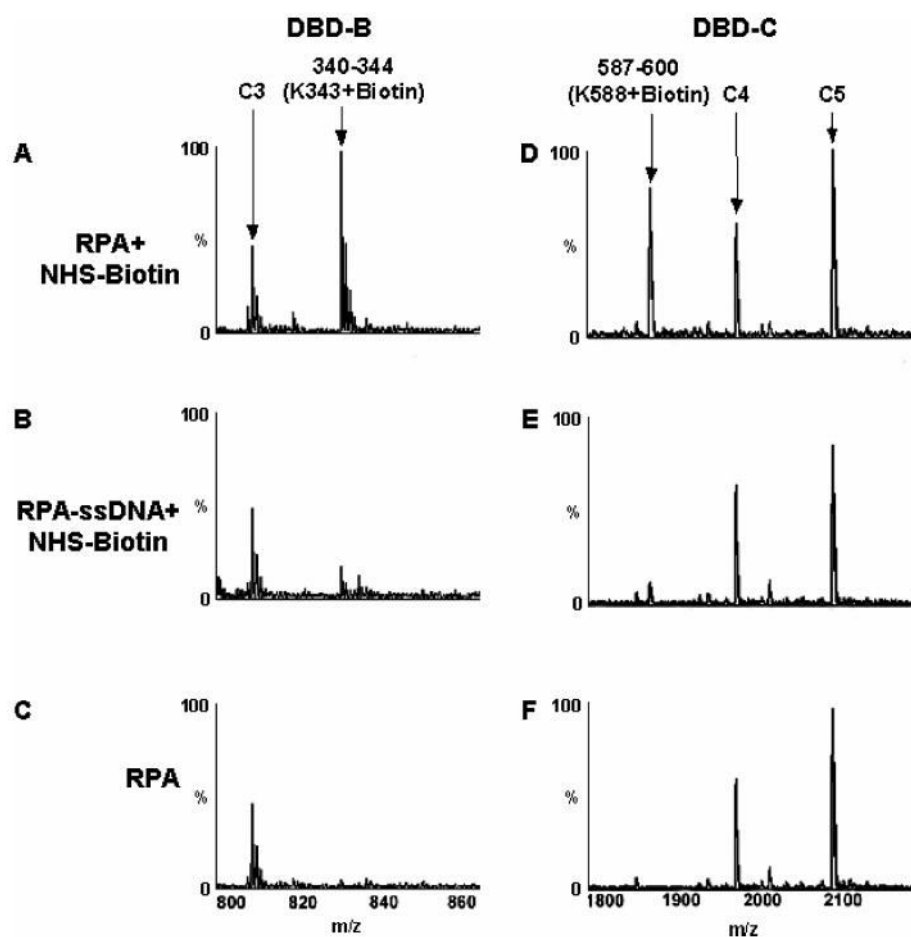 DBD-B
DBD-C
340-344
(K343+Biotin)
C3
587-600
(K588+Biotin)
C4
C5
A
100
%
0
RPA+
NHS-Biotin
D
100
%
0
B
100
%
0
RPA-ssDNA+
NHS-Biotin
E
100
%
0
C
100
%
0
RPA
800 820 840 860
m/z
F
100
%
0
1800 1900 2000 2100
m/z